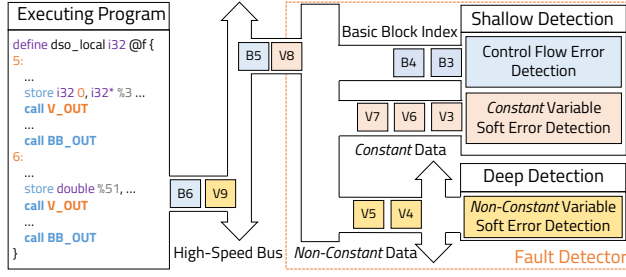 Executing Program
define dso_local i32 @f {
5:
...
store i32 0, i32* %3 ...
call V_OUT
...
call BB_OUT
6:
...
store double %51, ...
call V_OUT
...
call BB_OUT
}
B6 V9
High-Speed Bus
B5 V8
Basic Block Index
B4 B3
V7 V6 V3
Constant Data
V5 V4
Non-Constant Data
Shallow Detection
Control Flow Error
Detection
Constant Variable
Soft Error Detection
Deep Detection
Non-Constant Variable
Soft Error Detection
Fault Detector